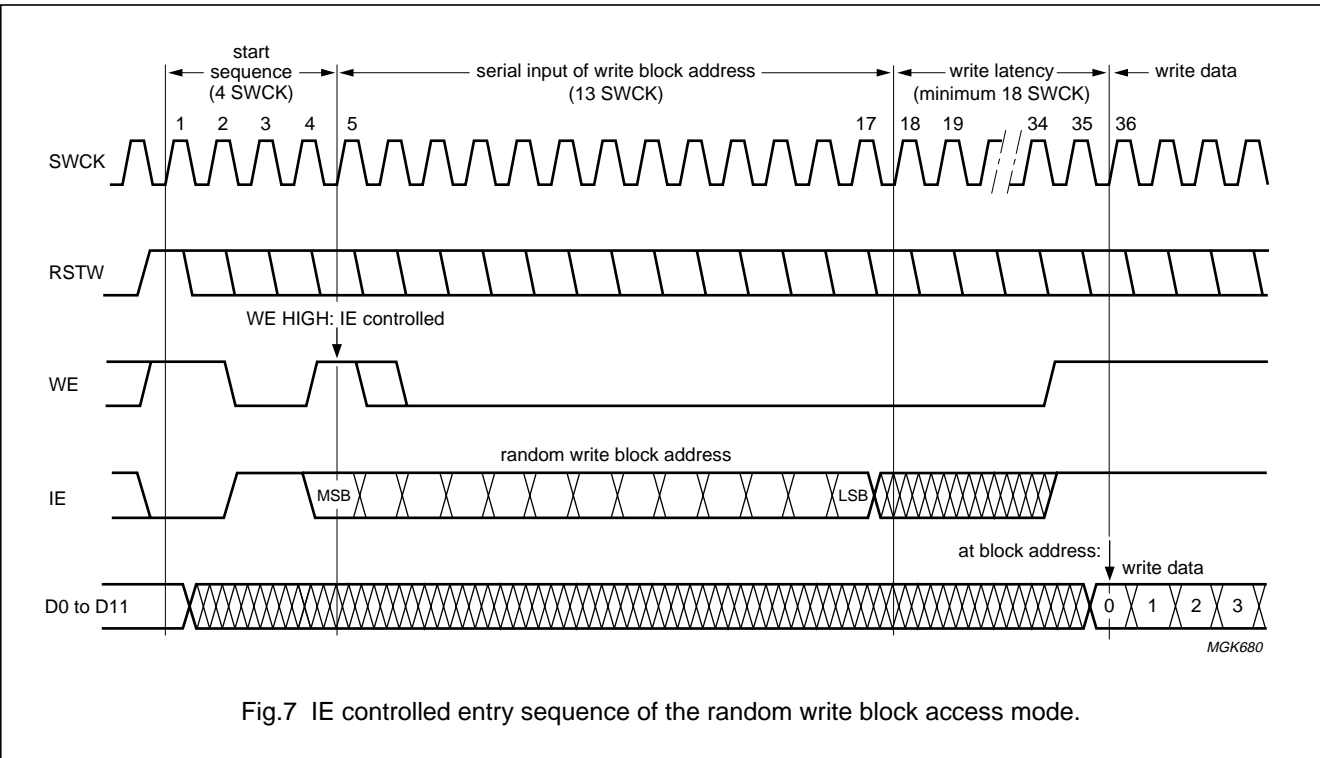 start
sequence
(4 SWCK)
serial input of write block address
(13 SWCK)
write latency
(minimum 18 SWCK)
write data
1 2 3 4 5 17 18 19 34 35 36
SWCK
RSTW
WE HIGH: IE controlled
WE
random write block address
IE
MSB
LSB
at block address:
write data
D0 to D11
0 1 2 3
MGK680
Fig.7 IE controlled entry sequence of the random write block access mode.